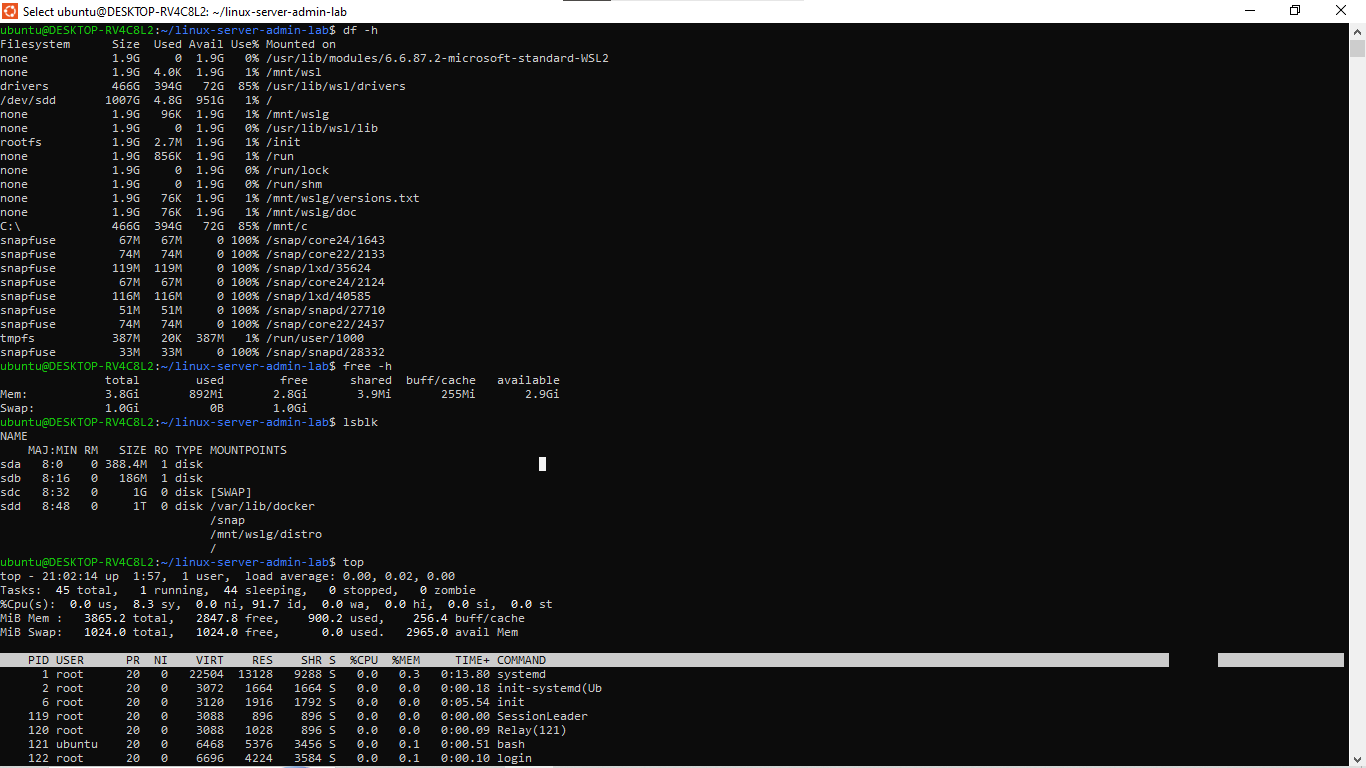 Select ubuntu@DESKTOP-RV4C8L2: ~/linux-server-admin-lab
ubuntu@DESKTOP-RV4C8L2:~/linux-server-admin-lab$ df -h
Filesystem      Size  Used Avail Use% Mounted on
none            1.9G     0  1.9G   0% /usr/lib/modules/6.6.87.2-microsoft-standard-WSL2
none            1.9G  4.0K  1.9G   1% /mnt/wsl
drivers         466G  394G   72G  85% /usr/lib/wsl/drivers
/dev/sdd       1007G  4.8G  951G   1% /
none            1.9G   96K  1.9G   1% /mnt/wslg
none            1.9G     0  1.9G   0% /usr/lib/wsl/lib
rootfs          1.9G  2.7M  1.9G   1% /init
none            1.9G  856K  1.9G   1% /run
none            1.9G     0  1.9G   0% /run/lock
none            1.9G     0  1.9G   0% /run/shm
none            1.9G   76K  1.9G   1% /mnt/wslg/versions.txt
none            1.9G   76K  1.9G   1% /mnt/wslg/doc
C:\             466G  394G   72G  85% /mnt/c
snapfuse         67M   67M     0 100% /snap/core24/1643
snapfuse         74M   74M     0 100% /snap/core22/2133
snapfuse        119M  119M     0 100% /snap/lxd/35624
snapfuse         67M   67M     0 100% /snap/core24/2124
snapfuse        116M  116M     0 100% /snap/lxd/40585
snapfuse         51M   51M     0 100% /snap/snapd/27710
snapfuse         74M   74M     0 100% /snap/core22/2437
tmpfs           387M   20K  387M   1% /run/user/1000
snapfuse         33M   33M     0 100% /snap/snapd/28332
ubuntu@DESKTOP-RV4C8L2:~/linux-server-admin-lab$ free -h
               total        used        free      shared  buff/cache   available
Mem:           3.8Gi       892Mi       2.8Gi       3.9Mi       255Mi       2.9Gi
Swap:          1.0Gi          0B       1.0Gi
ubuntu@DESKTOP-RV4C8L2:~/linux-server-admin-lab$ lsblk
NAME
    MAJ:MIN RM   SIZE RO TYPE MOUNTPOINTS
sda   8:0    0 388.4M  1 disk
sdb   8:16   0   186M  1 disk
sdc   8:32   0     1G  0 disk [SWAP]
sdd   8:48   0     1T  0 disk /var/lib/docker
                              /snap
                              /mnt/wslg/distro
                              /
ubuntu@DESKTOP-RV4C8L2:~/linux-server-admin-lab$ top
top - 21:02:14 up  1:57,  1 user,  load average: 0.00, 0.02, 0.00
Tasks:  45 total,   1 running,  44 sleeping,   0 stopped,   0 zombie
%Cpu(s):  0.0 us,  8.3 sy,  0.0 ni, 91.7 id,  0.0 wa,  0.0 hi,  0.0 si,  0.0 st
MiB Mem :   3865.2 total,   2847.8 free,    900.2 used,    256.4 buff/cache
MiB Swap:   1024.0 total,   1024.0 free,      0.0 used.   2965.0 avail Mem
    PID USER      PR  NI    VIRT    RES    SHR S  %CPU  %MEM     TIME+ COMMAND
      1 root      20   0   22504  13128   9288 S   0.0   0.3   0:13.80 systemd
      2 root      20   0    3072   1664   1664 S   0.0   0.0   0:00.18 init-systemd(Ub
      6 root      20   0    3120   1916   1792 S   0.0   0.0   0:05.54 init
    119 root      20   0    3088    896    896 S   0.0   0.0   0:00.00 SessionLeader
    120 root      20   0    3088   1028    896 S   0.0   0.0   0:00.09 Relay(121)
    121 ubuntu    20   0    6468   5376   3456 S   0.0   0.1   0:00.51 bash
    122 root      20   0    6696   4224   3584 S   0.0   0.1   0:00.10 login